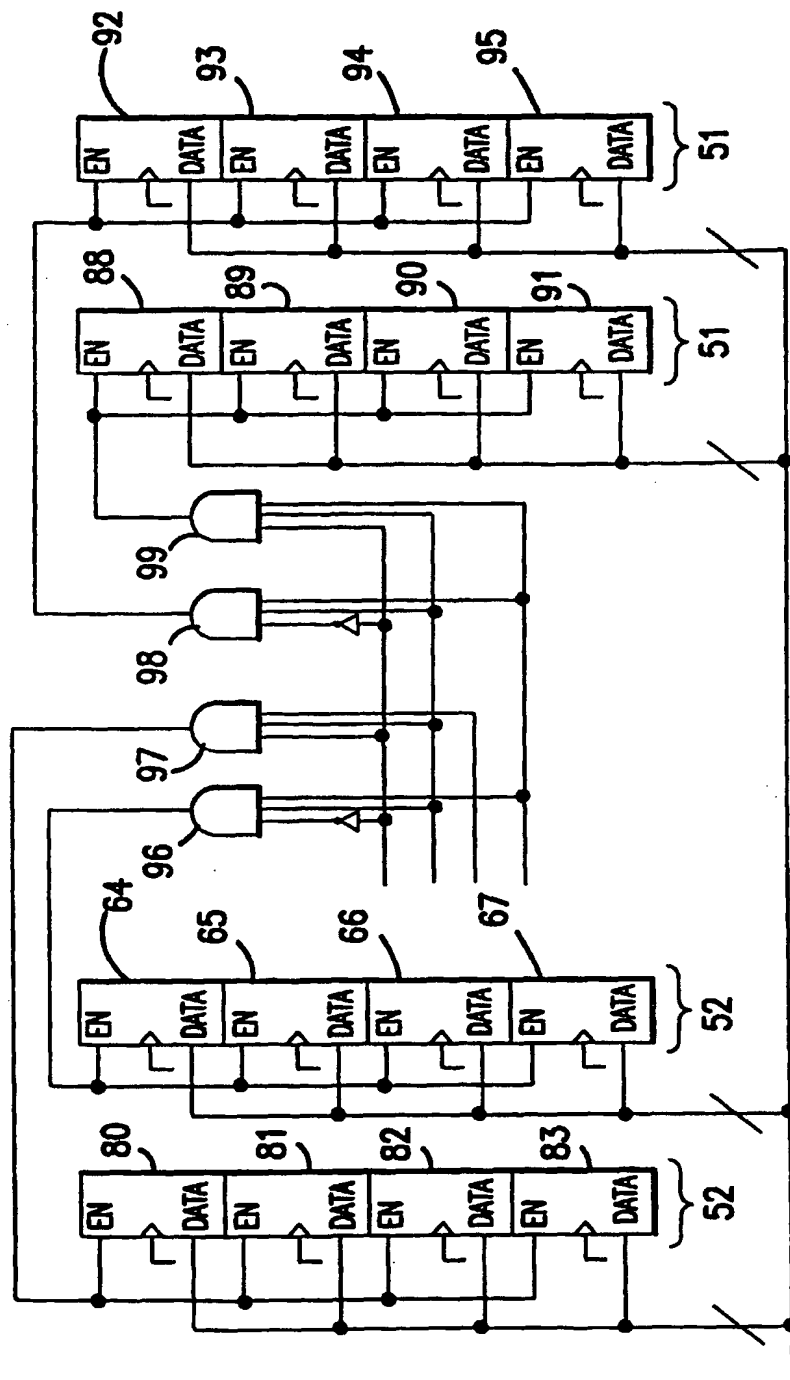 EN
80
DATA
EN
81
DATA
EN
82
DATA
EN
83
DATA
52
64
EN
DATA
65
EN
DATA
66
EN
DATA
67
EN
DATA
52
96
97
98
99
88
EN
DATA
89
EN
DATA
90
EN
DATA
91
EN
DATA
51
92
EN
DATA
93
EN
DATA
94
EN
DATA
95
EN
DATA
51